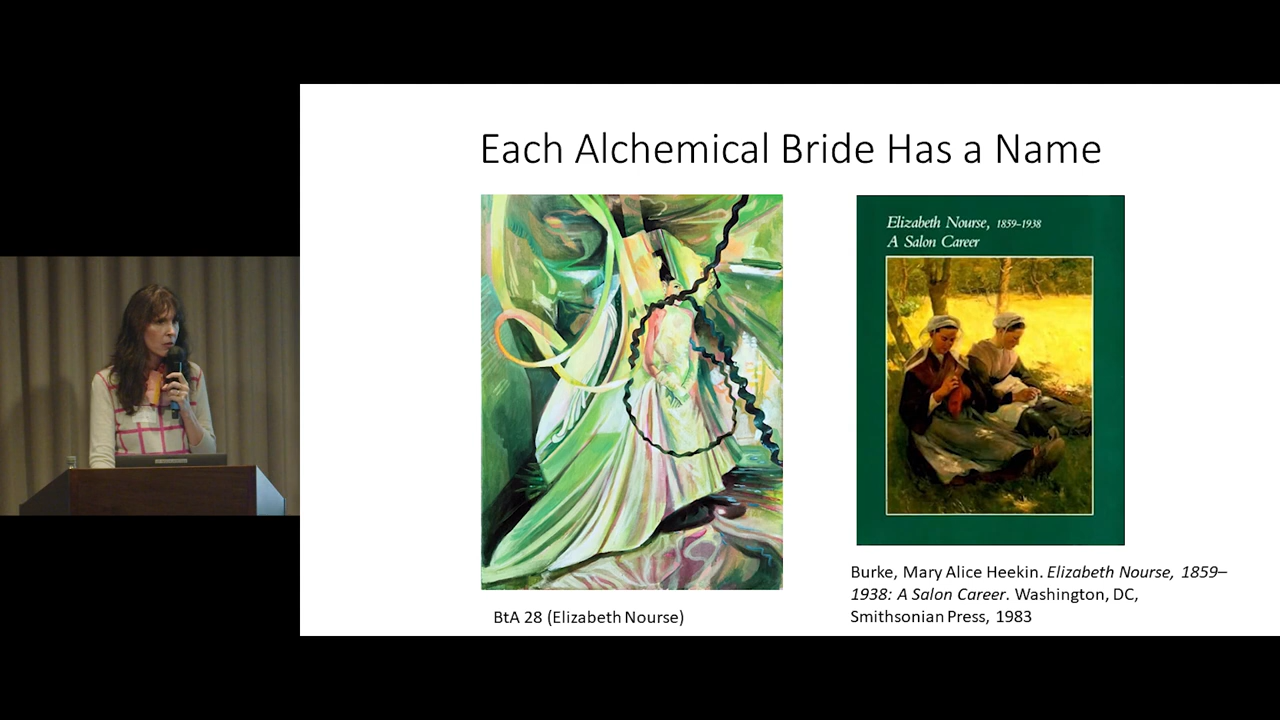 Each Alchemical Bride Has a Name
Elizabeth Nourse, 1859–1938
A Salon Career
BtA 28 (Elizabeth Nourse)
Burke, Mary Alice Heekin. Elizabeth Nourse, 1859–
1938: A Salon Career. Washington, DC,
Smithsonian Press, 1983